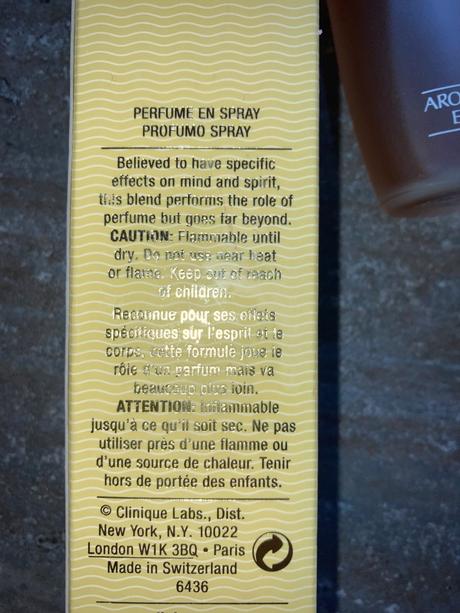 PERFUME EN SPRAY
PROFUMO SPRAY
Believed to have specific
effects on mind and spirit,
this blend performs the role of
perfume but goes far beyond.
CAUTION: Flammable until
dry. Do not use near heat
or flame. Keep out of reach
of children.
Reconnue pour ses effets
spécifiques sur l'esprit et le
corps, cette formule joue le
rôle d'un parfum mais va
beaucoup plus loin.
ATTENTION: Inflammable
jusqu'à ce qu'il soit sec. Ne pas
utiliser près d'une flamme ou
d'une source de chaleur. Tenir
hors de portée des enfants.
© Clinique Labs., Dist.
New York, N.Y. 10022
London W1K 3BQ • Paris
Made in Switzerland
6436
ARO
E